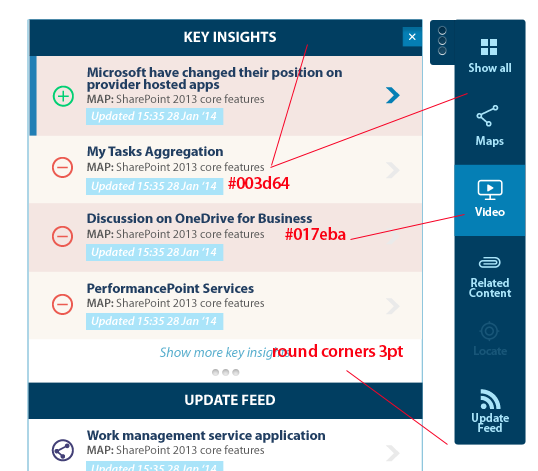 KEY INSIGHTS
×
Microsoft have changed their position on
provider hosted apps
MAP: SharePoint 2013 core features
Updated 15:35 28 Jan '14
My Tasks Aggregation
MAP: SharePoint 2013 core features
Updated 15:35 28 Jan '14
#003d64
Discussion on OneDrive for Business
MAP: SharePoint 2013 core features
#017eba
Updated 15:35 28 Jan '14
PerformancePoint Services
MAP: SharePoint 2013 core features
Updated 15:35 28 Jan '14
Show more key insights
round corners 3pt
UPDATE FEED
Work management service application
MAP: SharePoint 2013 core features
Updated 15:35 28 Jan '14
Show all
Maps
Video
Related
Content
Locate
Update
Feed